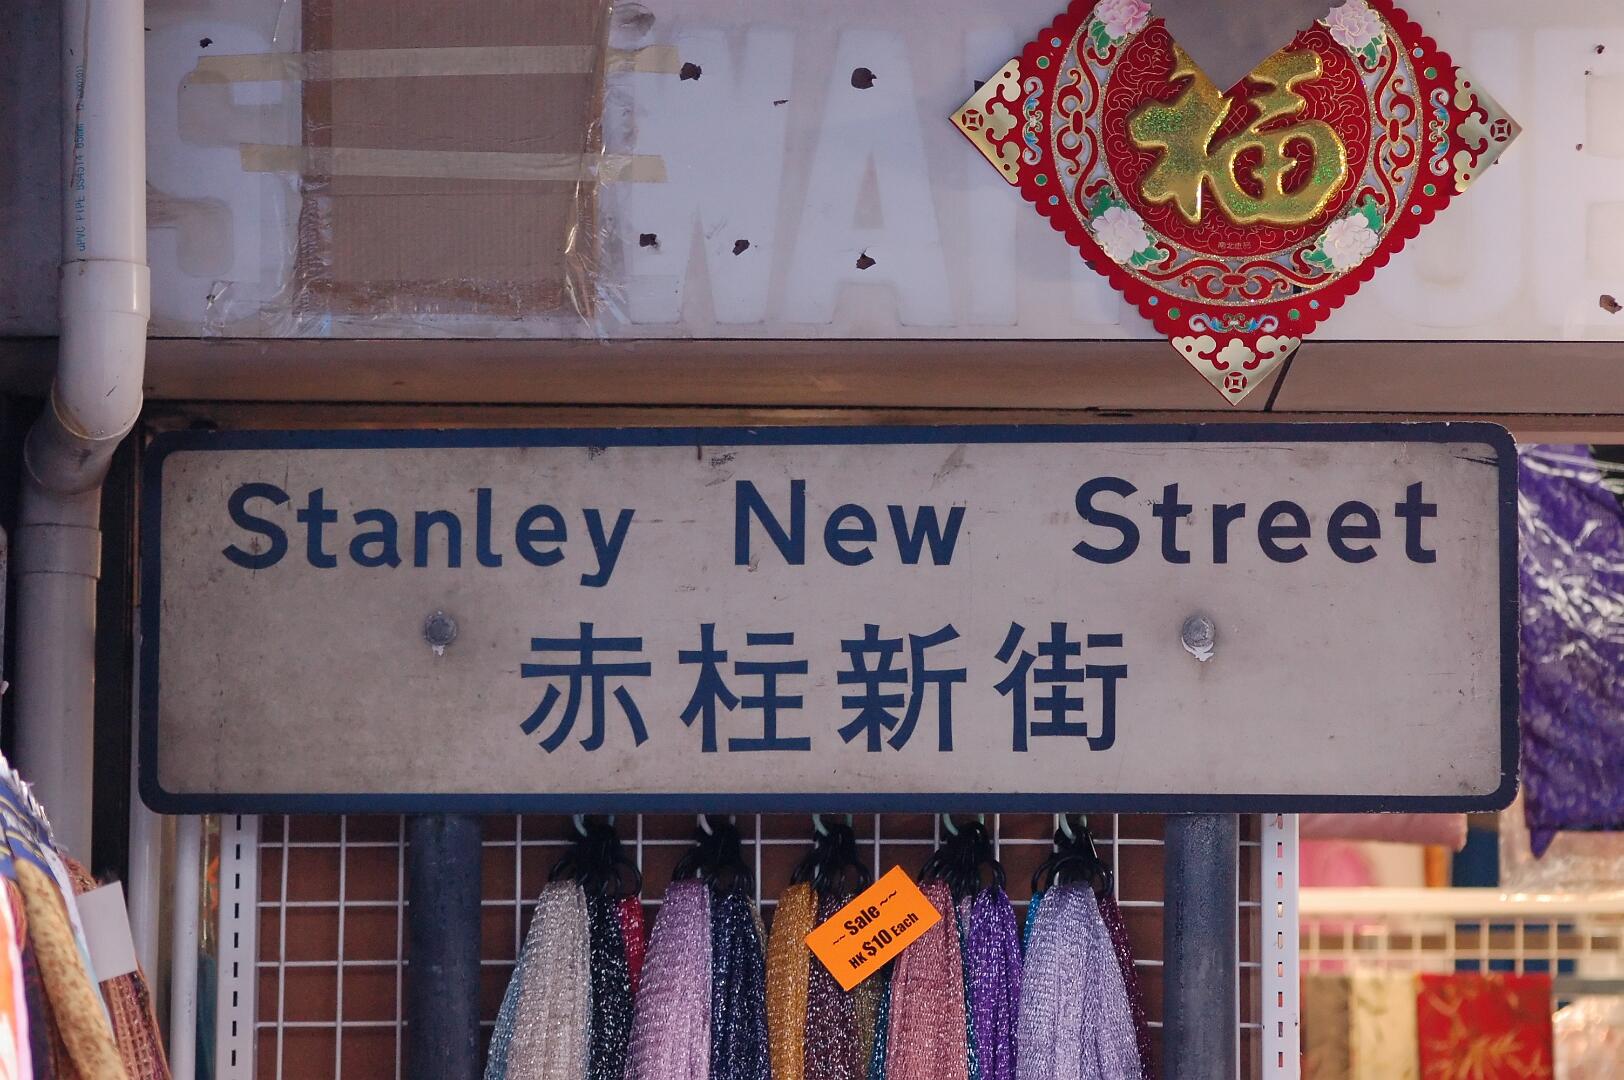 福
Stanley New Street
赤柱新街
~~ Sale ~~
HK $10 Each